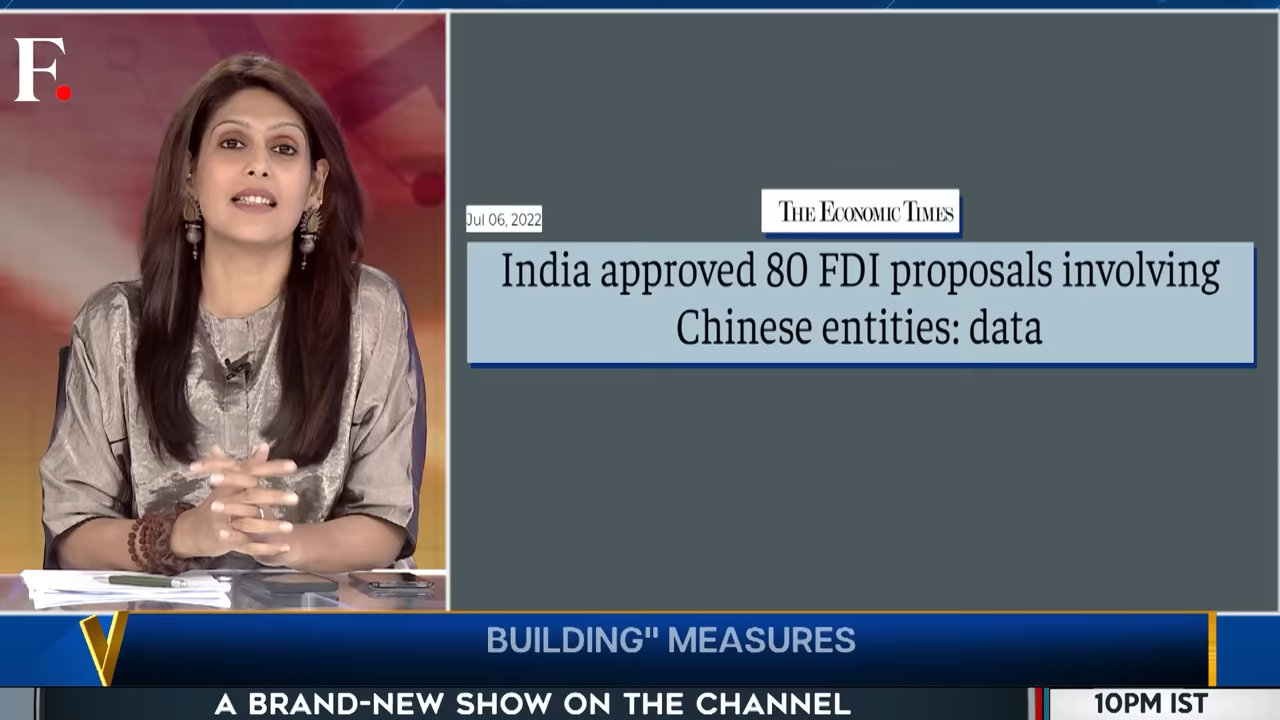 F.
Jul 06, 2022
THE ECONOMIC TIMES
India approved 80 FDI proposals involving
Chinese entities: data
V
BUILDING" MEASURES
A BRAND-NEW SHOW ON THE CHANNEL
10PM IST